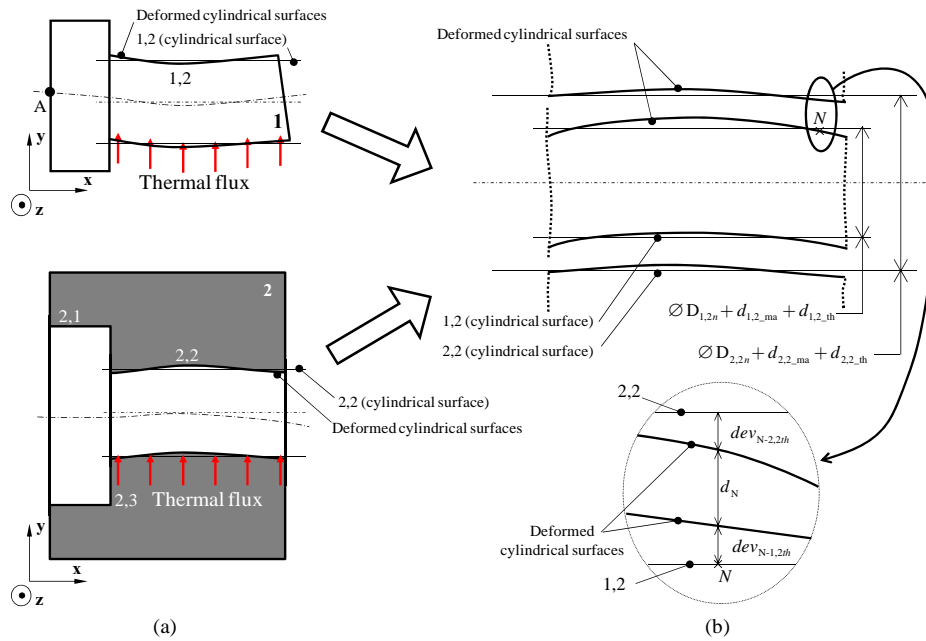 Deformed cylindrical surfaces
1,2 (cylindrical surface)
1,2
A
1
y
Thermal flux
x
z
2
2,1
2,2
2,2 (cylindrical surface)
Deformed cylindrical surfaces
Thermal flux
2,3
y
x
z
(a)
Deformed cylindrical surfaces
N
1,2 (cylindrical surface)
2,2 (cylindrical surface)
∅ D1,2n + d1,2_ma + d1,2_th
∅ D2,2n + d2,2_ma + d2,2_th
2,2
devN-2,2th
dN
Deformed
cylindrical surfaces
devN-1,2th
1,2
N
(b)